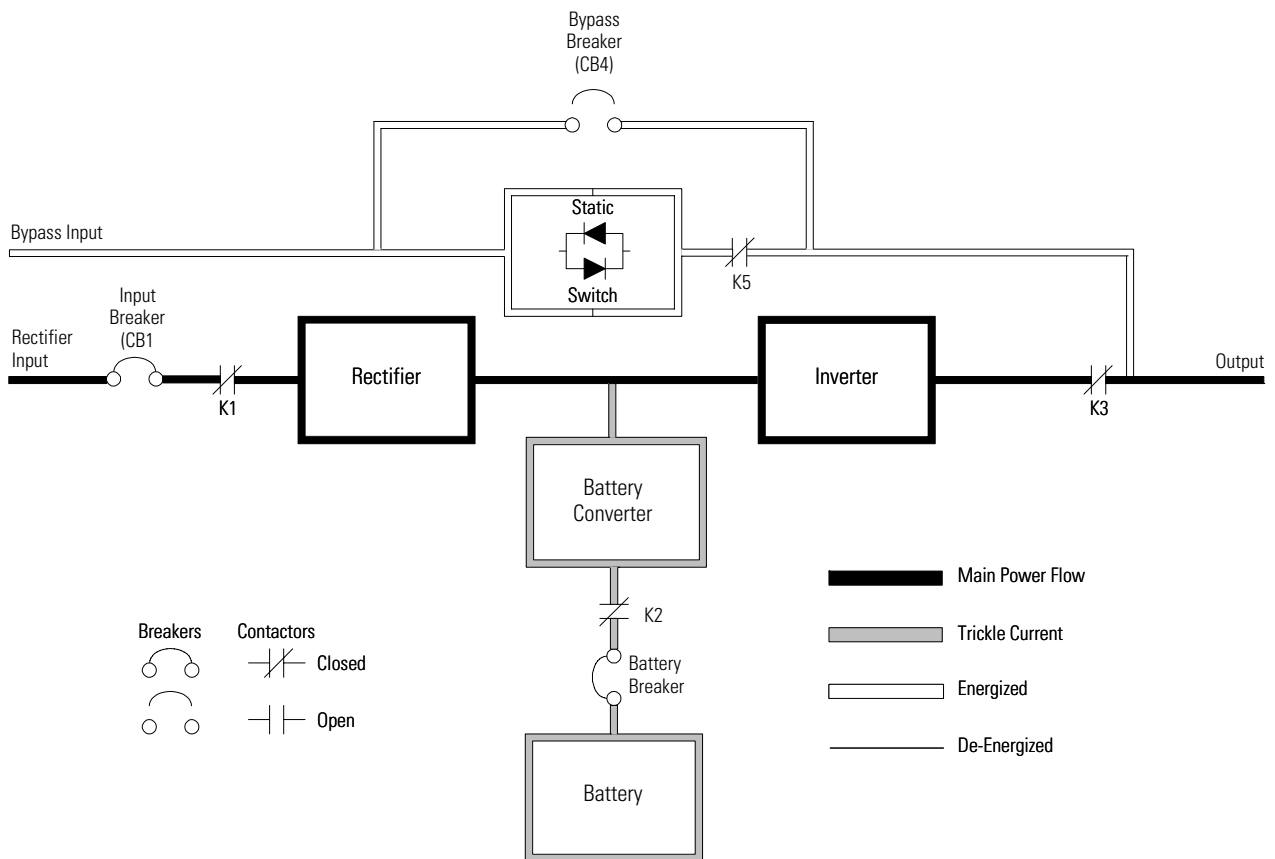 Bypass
Breaker
(CB4)
Static
Bypass Input
Switch
K5
Input
Breaker
(CB1
Rectifier
Input
Rectifier
Inverter
Output
K1
K3
Battery
Converter
Main Power Flow
K2
Breakers
Contactors
Trickle Current
Closed
Battery
Breaker
Energized
Open
De-Energized
Battery